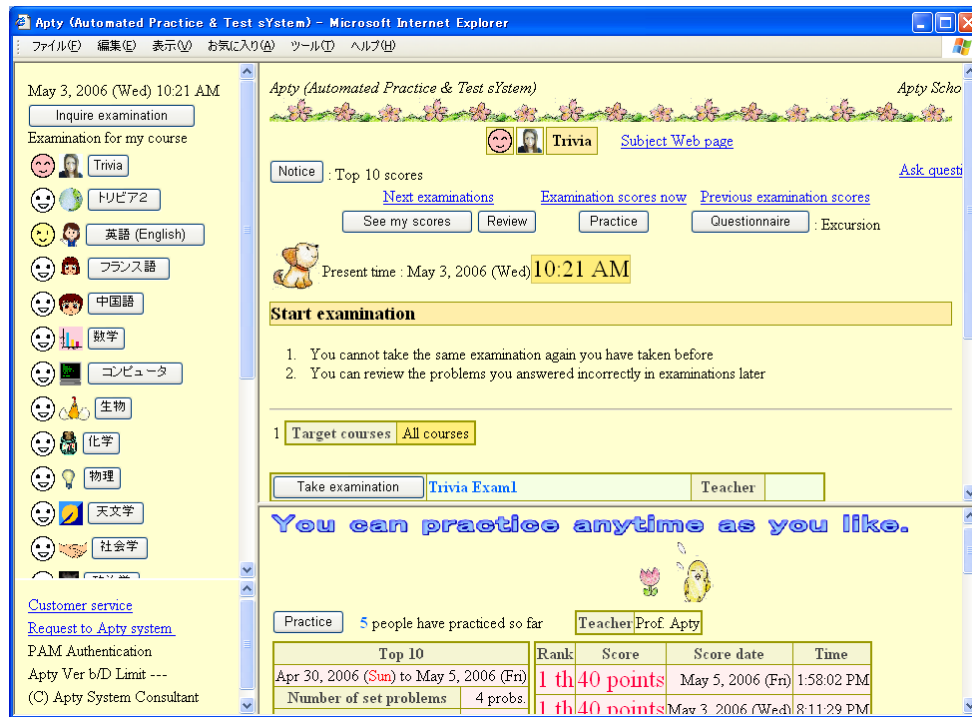 Apty (Automated Practice & Test sYstem) - Microsoft Internet Explorer
ファイル(F) 編集(E) 表示(V) お気に入り(A) ツール(T) ヘルプ(H)
May 3, 2006 (Wed) 10:21 AM
Inquire examination
Examination for my course
Trivia
トリビア2
英語 (English)
フランス語
中国語
数学
コンピュータ
生物
化学
物理
天文学
社会学
Customer service
Request to Apty system
PAM Authentication
Apty Ver b/D Limit ---
(C) Apty System Consultant
Apty (Automated Practice & Test sYstem) Apty Scho
Trivia Subject Web page
Notice : Top 10 scores Ask questi
Next examinations Examination scores now Previous examination scores
See my scores Review Practice Questionnaire : Excursion
Present time : May 3, 2006 (Wed) 10:21 AM
Start examination
1. You cannot take the same examination again you have taken before
2. You can review the problems you answered incorrectly in examinations later
1 Target courses All courses
Take examination Trivia Exam1 Teacher
You can practice anytime as you like.
Practice 5 people have practiced so far Teacher Prof. Apty
Top 10 Rank Score Score date Time
Apr 30, 2006 (Sun) to May 5, 2006 (Fri) 1 th 40 points May 5, 2006 (Fri) 1:58:02 PM
Number of set problems 4 probs. 1 th 40 points May 3, 2006 (Wed) 8:11:29 PM